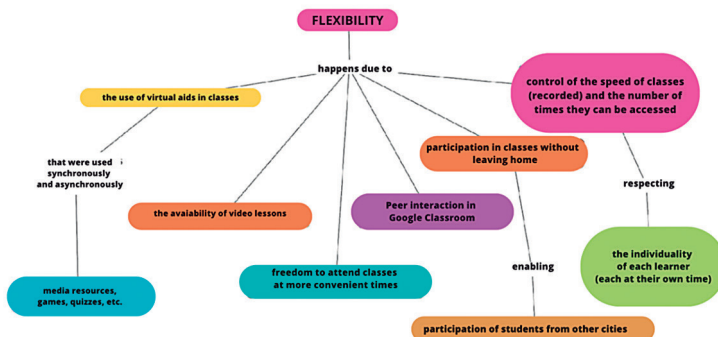 FLEXIBILITY
happens due to
the use of virtual aids in classes
control of the speed of classes
(recorded) and the number of
times they can be accessed
that were used
synchronously
and asynchronously
participation in classes without
leaving home
respecting
the avaiability of video lessons
Peer interaction in
Google Classroom
the individuality
of each learner
(each at their own time)
media resources,
games, quizzes, etc.
freedom to attend classes
at more convenient times
enabling
participation of students from other cities